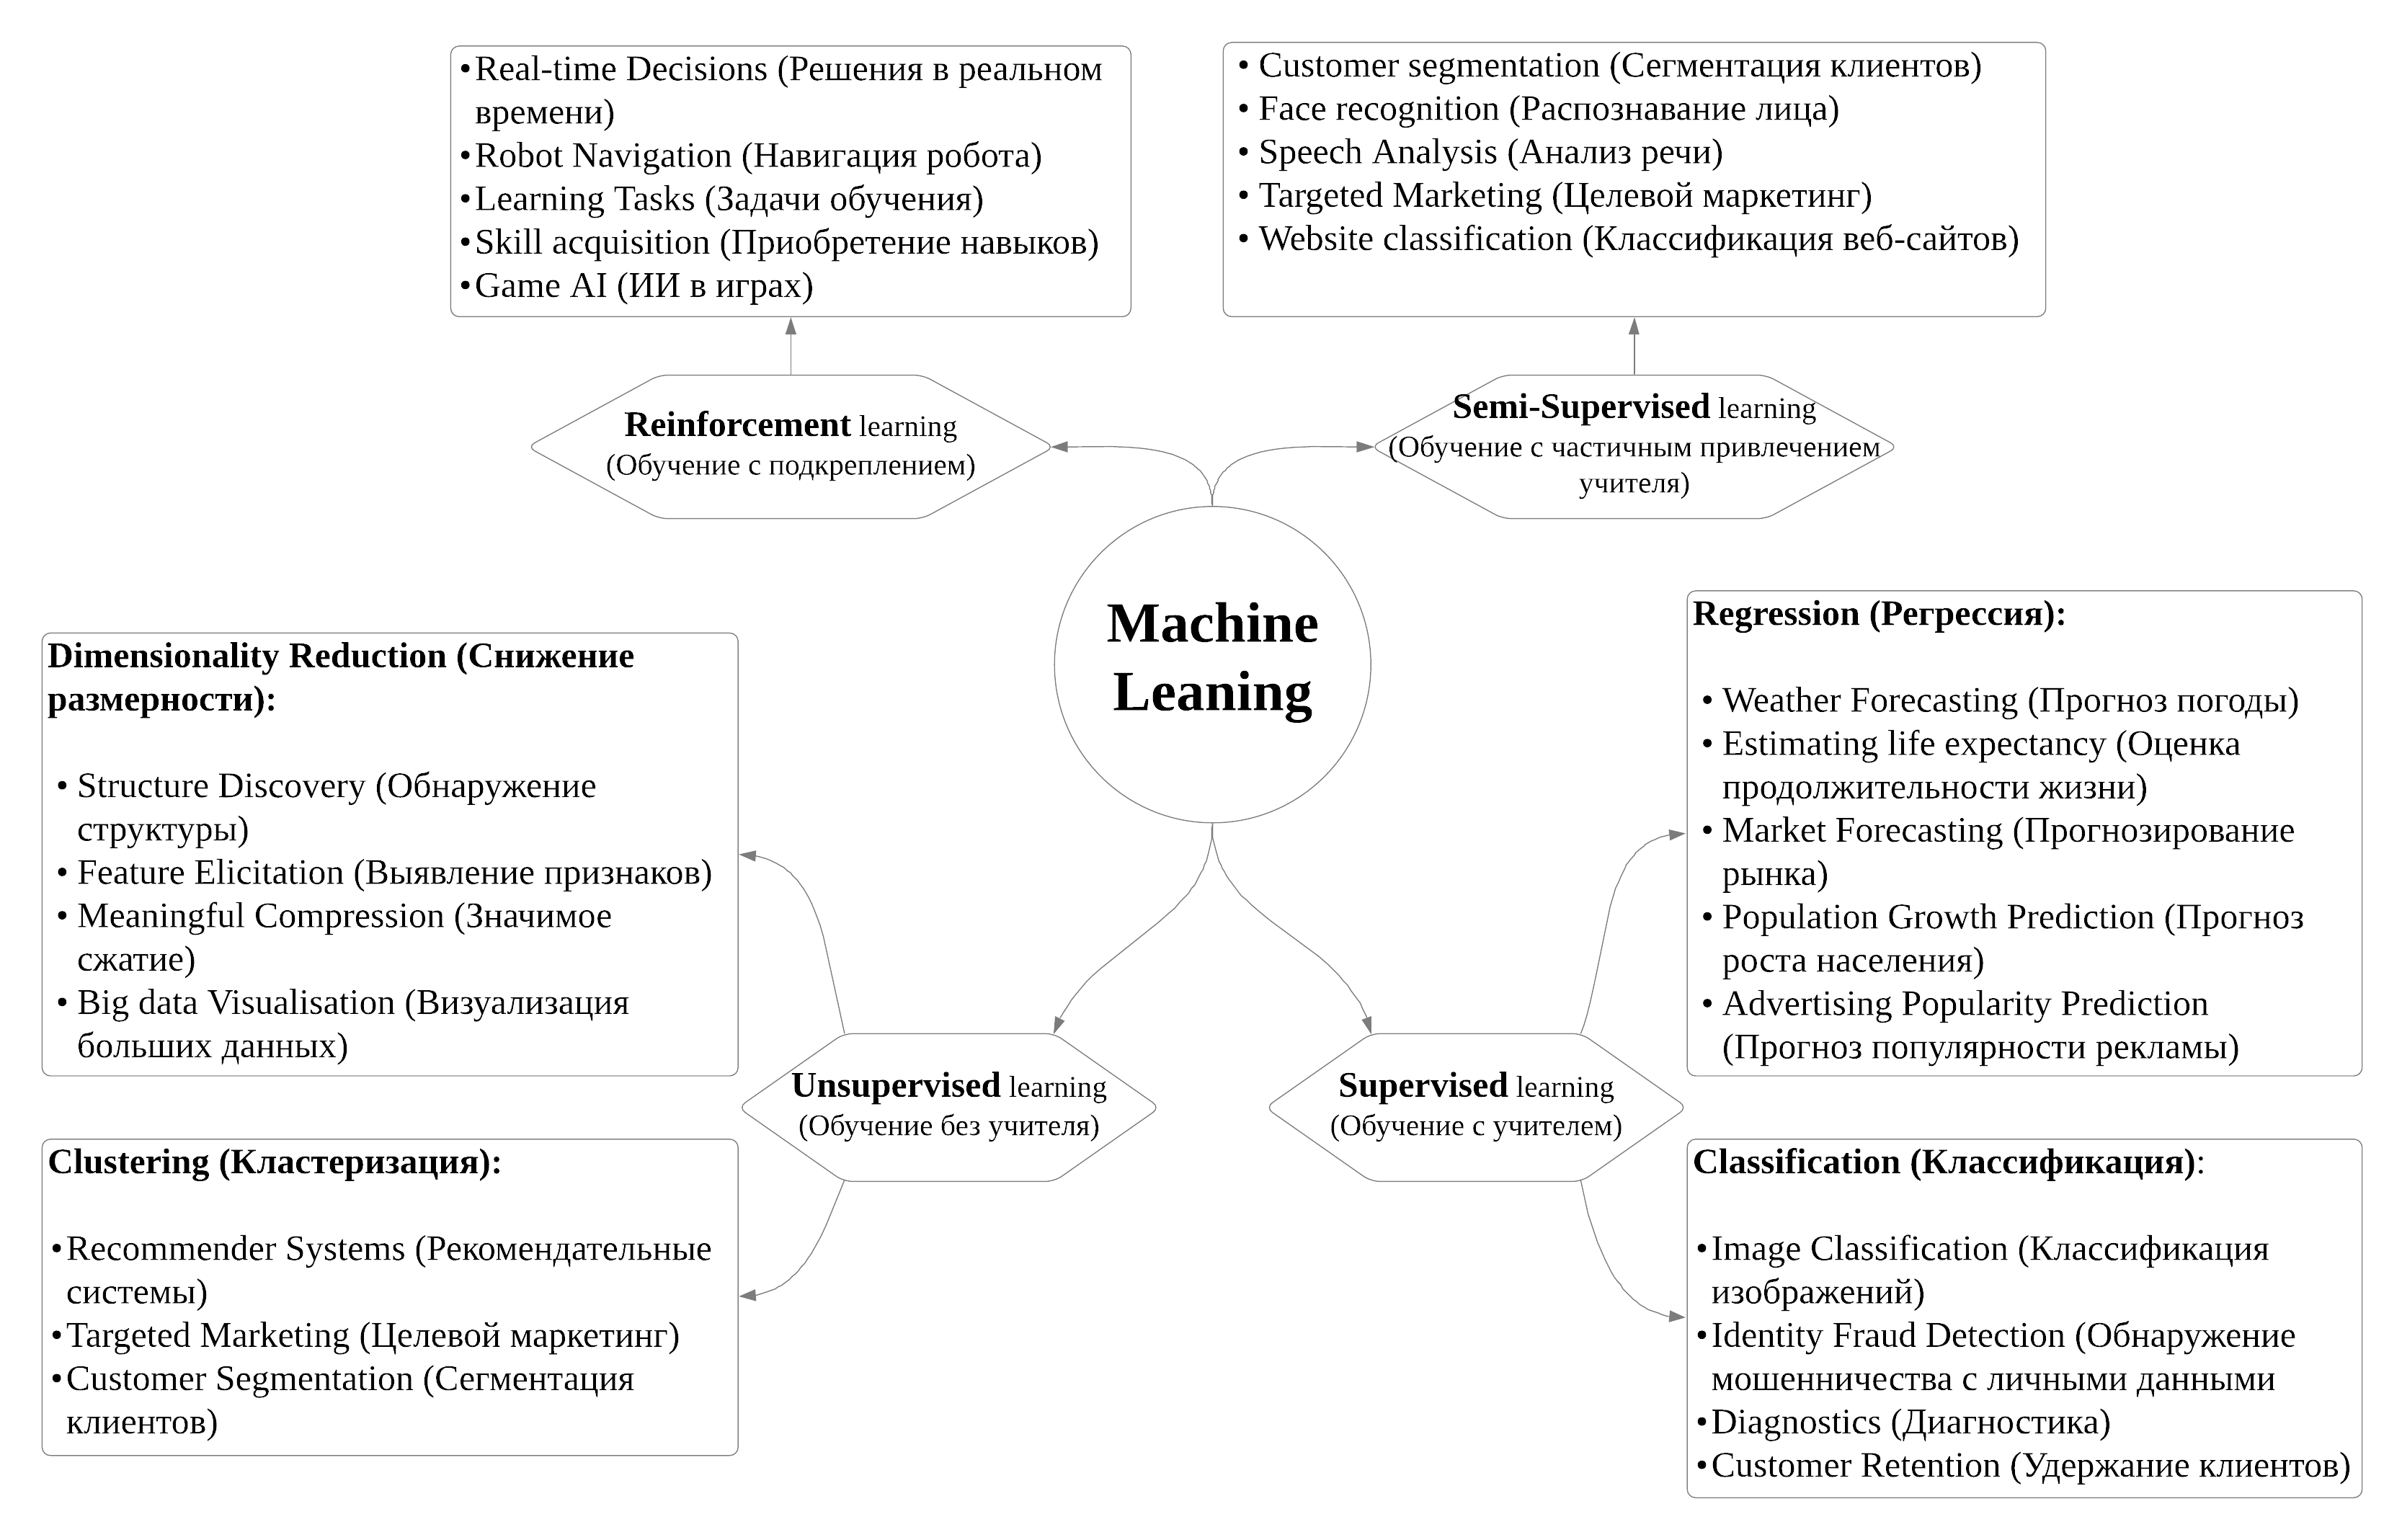 •Real-time Decisions (Решения в реальном
времени)
•Robot Navigation (Навигация робота)
•Learning Tasks (Задачи обучения)
•Skill acquisition (Приобретение навыков)
•Game AI (ИИ в играх)
• Customer segmentation (Сегментация клиентов)
• Face recognition (Распознавание лица)
• Speech Analysis (Анализ речи)
• Targeted Marketing (Целевой маркетинг)
• Website classification (Классификация веб-сайтов)
Reinforcement learning
(Обучение с подкреплением)
Semi-Supervised learning
(Обучение с частичным привлечением
учителя)
Machine
Leaning
Dimensionality Reduction (Снижение
размерности):
• Structure Discovery (Обнаружение
структуры)
• Feature Elicitation (Выявление признаков)
• Meaningful Compression (Значимое
сжатие)
• Big data Visualisation (Визуализация
больших данных)
Regression (Регрессия):
• Weather Forecasting (Прогноз погоды)
• Estimating life expectancy (Оценка
продолжительности жизни)
• Market Forecasting (Прогнозирование
рынка)
• Population Growth Prediction (Прогноз
роста населения)
• Advertising Popularity Prediction
(Прогноз популярности рекламы)
Unsupervised learning
(Обучение без учителя)
Supervised learning
(Обучение с учителем)
Clustering (Кластеризация):
•Recommender Systems (Рекомендательные
системы)
•Targeted Marketing (Целевой маркетинг)
•Customer Segmentation (Сегментация
клиентов)
Classification (Классификация):
•Image Classification (Классификация
изображений)
•Identity Fraud Detection (Обнаружение
мошенничества с личными данными
•Diagnostics (Диагностика)
•Customer Retention (Удержание клиентов)